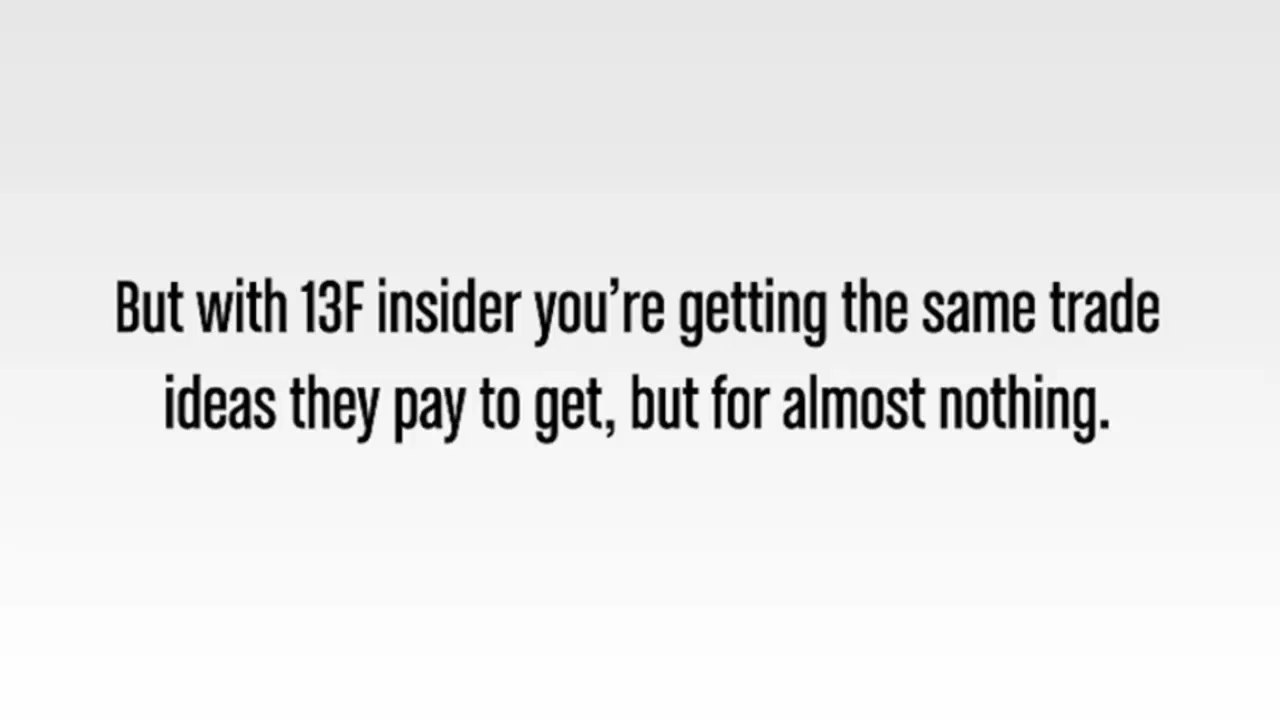 But with 13F insider you’re getting the same trade
ideas they pay to get, but for almost nothing.